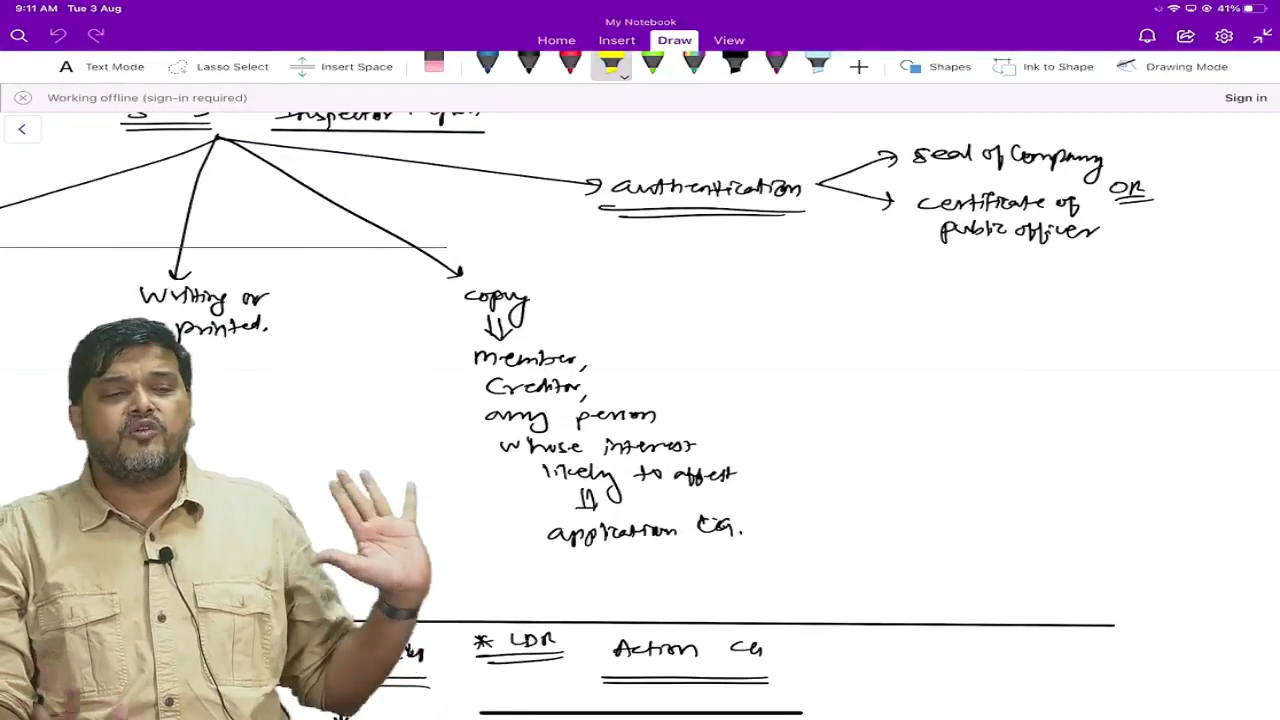 9:11 AM Tue 3 Aug
41%
My Notebook
Home Insert Draw View
Text Mode Lasso Select Insert Space Shapes Ink to Shape Drawing Mode
Working offline (sign-in required) Sign in
Inspector
authentication
seal of Company
OR
certificate of
public officer
Writing or
printed.
copy
Member,
Creditor,
any person
whose interest
likely to affest
application CG.
* LDR
Action CG